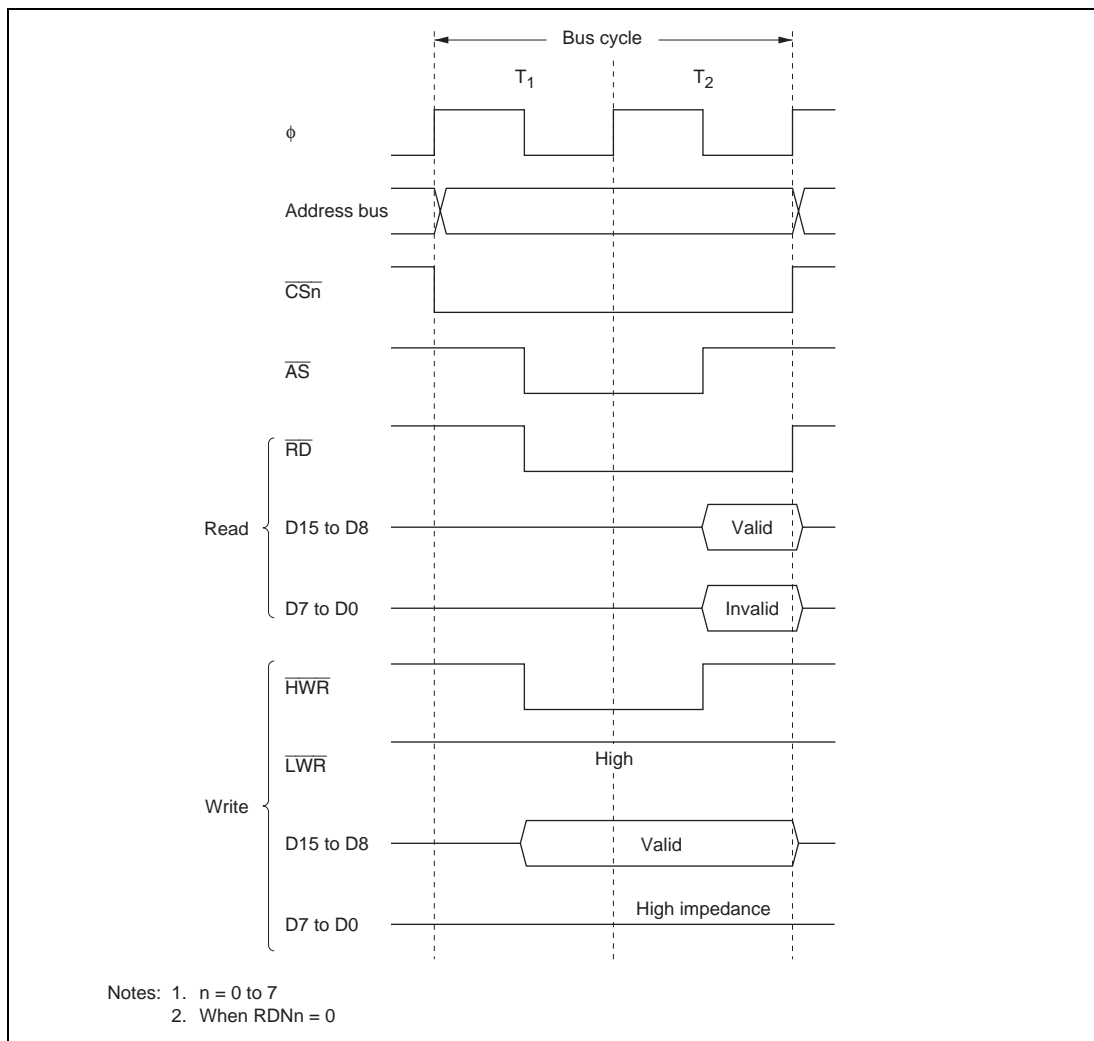 Bus cycle
T1 T2
φ
Address bus
CSn
AS
Read
RD
D15 to D8 Valid
D7 to D0 Invalid
Write
HWR
LWR High
D15 to D8 Valid
D7 to D0 High impedance
Notes: 1. n = 0 to 7
2. When RDNn = 0